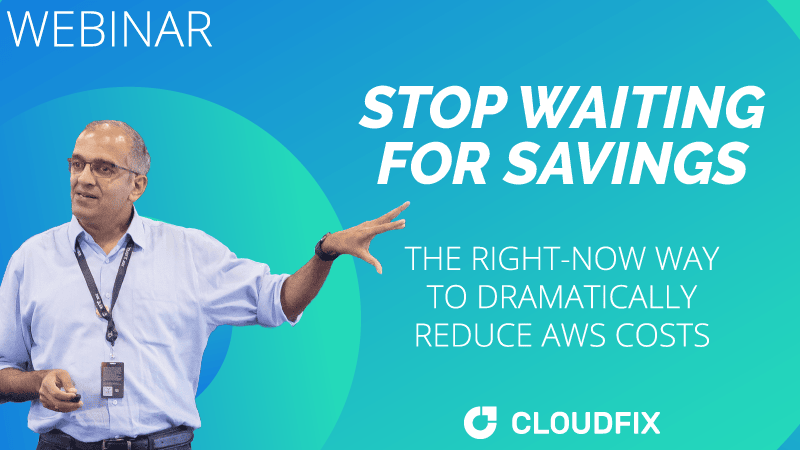 WEBINAR
STOP WAITING
FOR SAVINGS
THE RIGHT-NOW WAY
TO DRAMATICALLY
REDUCE AWS COSTS
CLOUDFIX